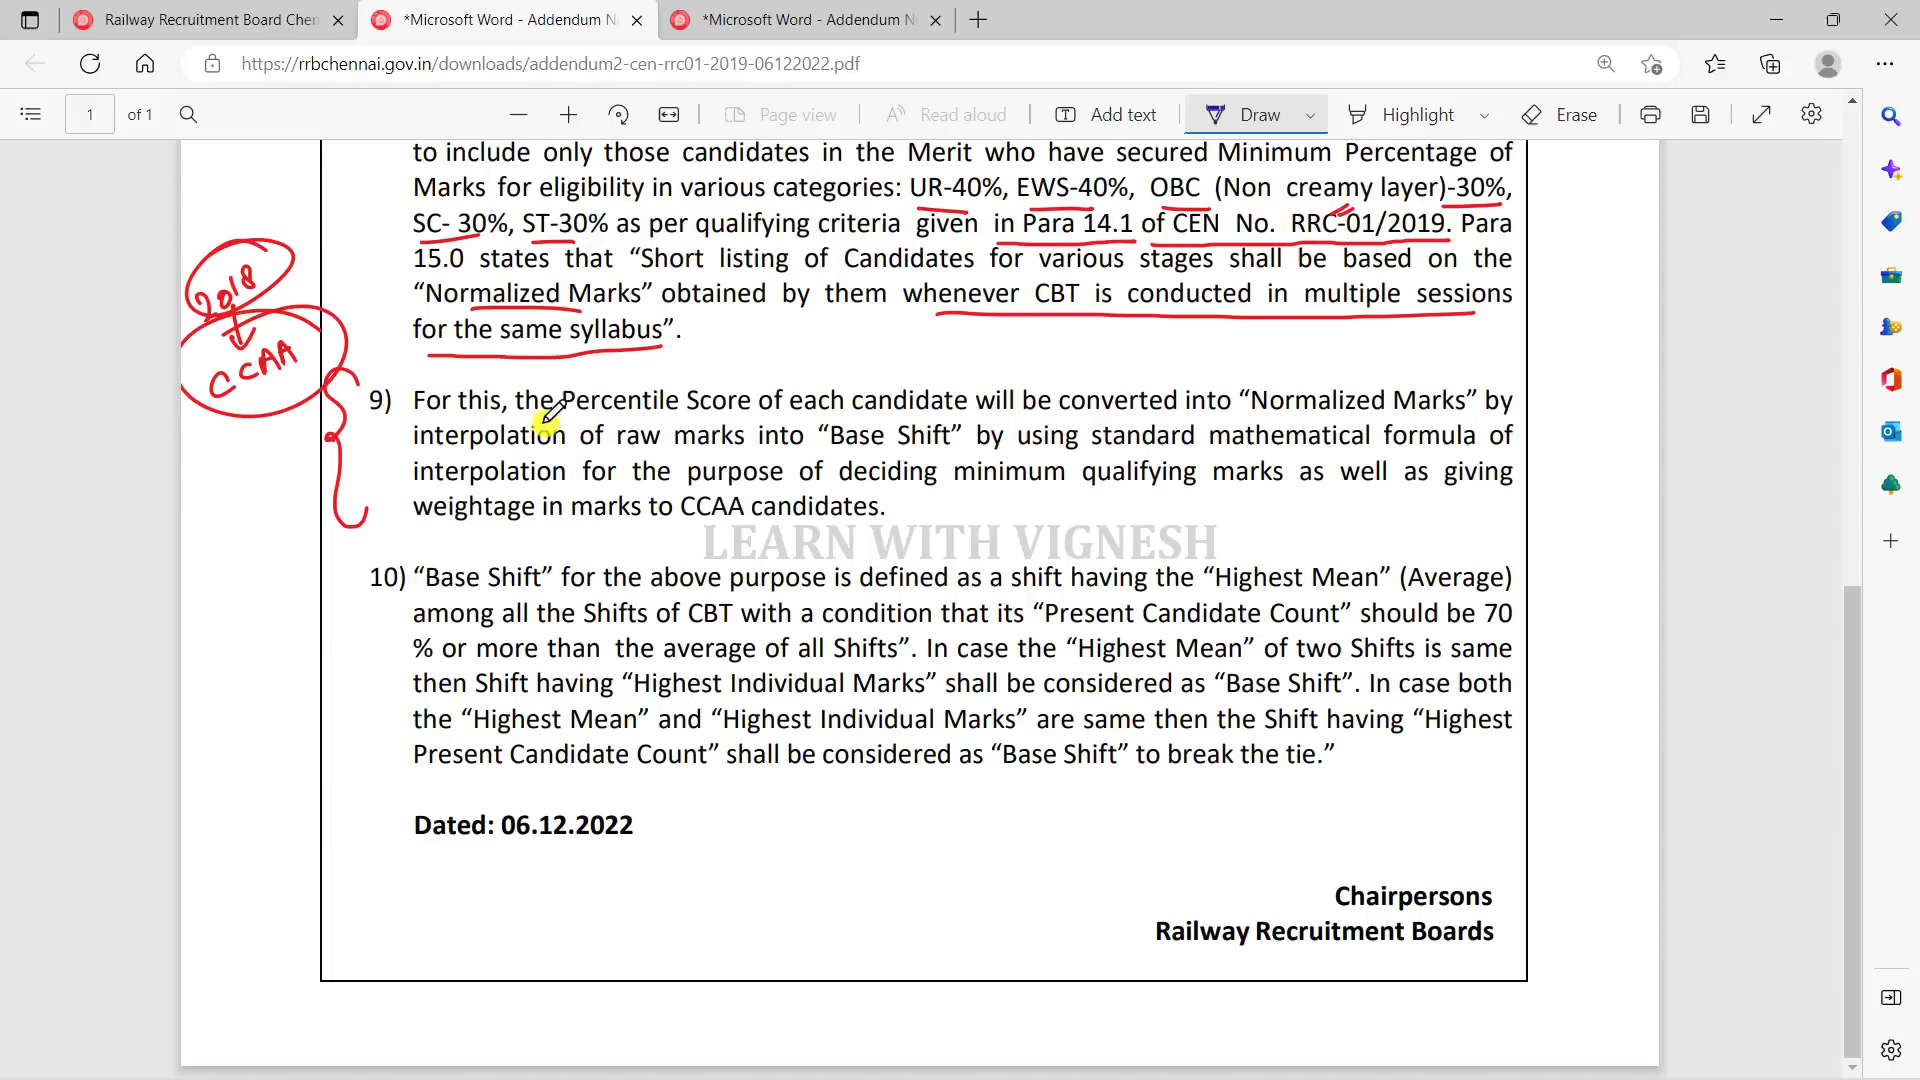 Railway Recruitment Board Chen
*Microsoft Word - Addendum N
*Microsoft Word - Addendum N
https://rrbchennai.gov.in/downloads/addendum2-cen-rrc01-2019-06122022.pdf
1 of 1 Page view Read aloud Add text Draw Highlight Erase
to include only those candidates in the Merit who have secured Minimum Percentage of
Marks for eligibility in various categories: UR-40%, EWS-40%, OBC (Non creamy layer)-30%,
SC- 30%, ST-30% as per qualifying criteria given in Para 14.1 of CEN No. RRC-01/2019. Para
15.0 states that “Short listing of Candidates for various stages shall be based on the
“Normalized Marks” obtained by them whenever CBT is conducted in multiple sessions
for the same syllabus”.
2018
CCAA
9) For this, the Percentile Score of each candidate will be converted into “Normalized Marks” by
interpolation of raw marks into “Base Shift” by using standard mathematical formula of
interpolation for the purpose of deciding minimum qualifying marks as well as giving
weightage in marks to CCAA candidates.
LEARN WITH VIGNESH
10) “Base Shift” for the above purpose is defined as a shift having the “Highest Mean” (Average)
among all the Shifts of CBT with a condition that its “Present Candidate Count” should be 70
% or more than the average of all Shifts”. In case the “Highest Mean” of two Shifts is same
then Shift having “Highest Individual Marks” shall be considered as “Base Shift”. In case both
the “Highest Mean” and “Highest Individual Marks” are same then the Shift having “Highest
Present Candidate Count” shall be considered as “Base Shift” to break the tie.”
Dated: 06.12.2022
Chairpersons
Railway Recruitment Boards